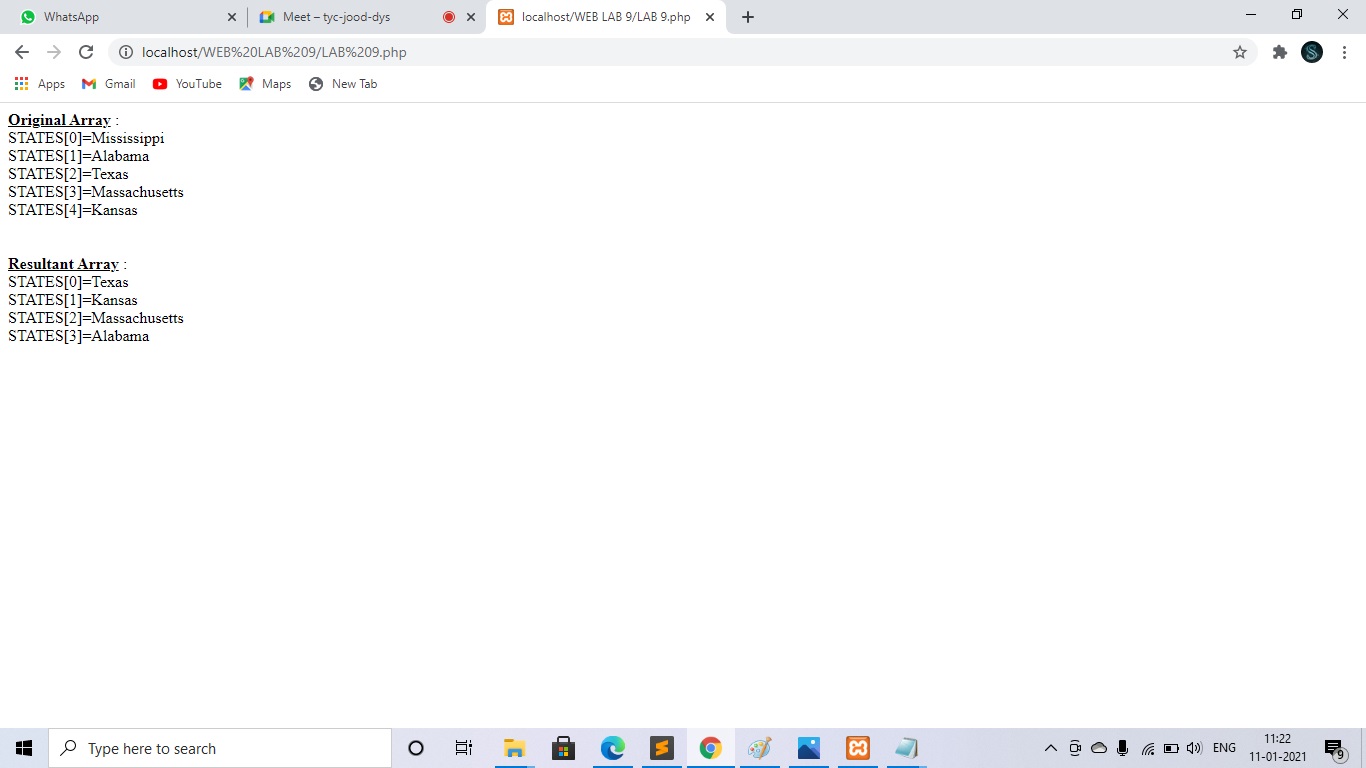 WhatsApp
Meet – tyc-jood-dys
localhost/WEB LAB 9/LAB 9.php
localhost/WEB%20LAB%209/LAB%209.php
Apps
Gmail
YouTube
Maps
New Tab
Original Array :
STATES[0]=Mississippi
STATES[1]=Alabama
STATES[2]=Texas
STATES[3]=Massachusetts
STATES[4]=Kansas
Resultant Array :
STATES[0]=Texas
STATES[1]=Kansas
STATES[2]=Massachusetts
STATES[3]=Alabama
Type here to search
ENG
11:22
11-01-2021
9